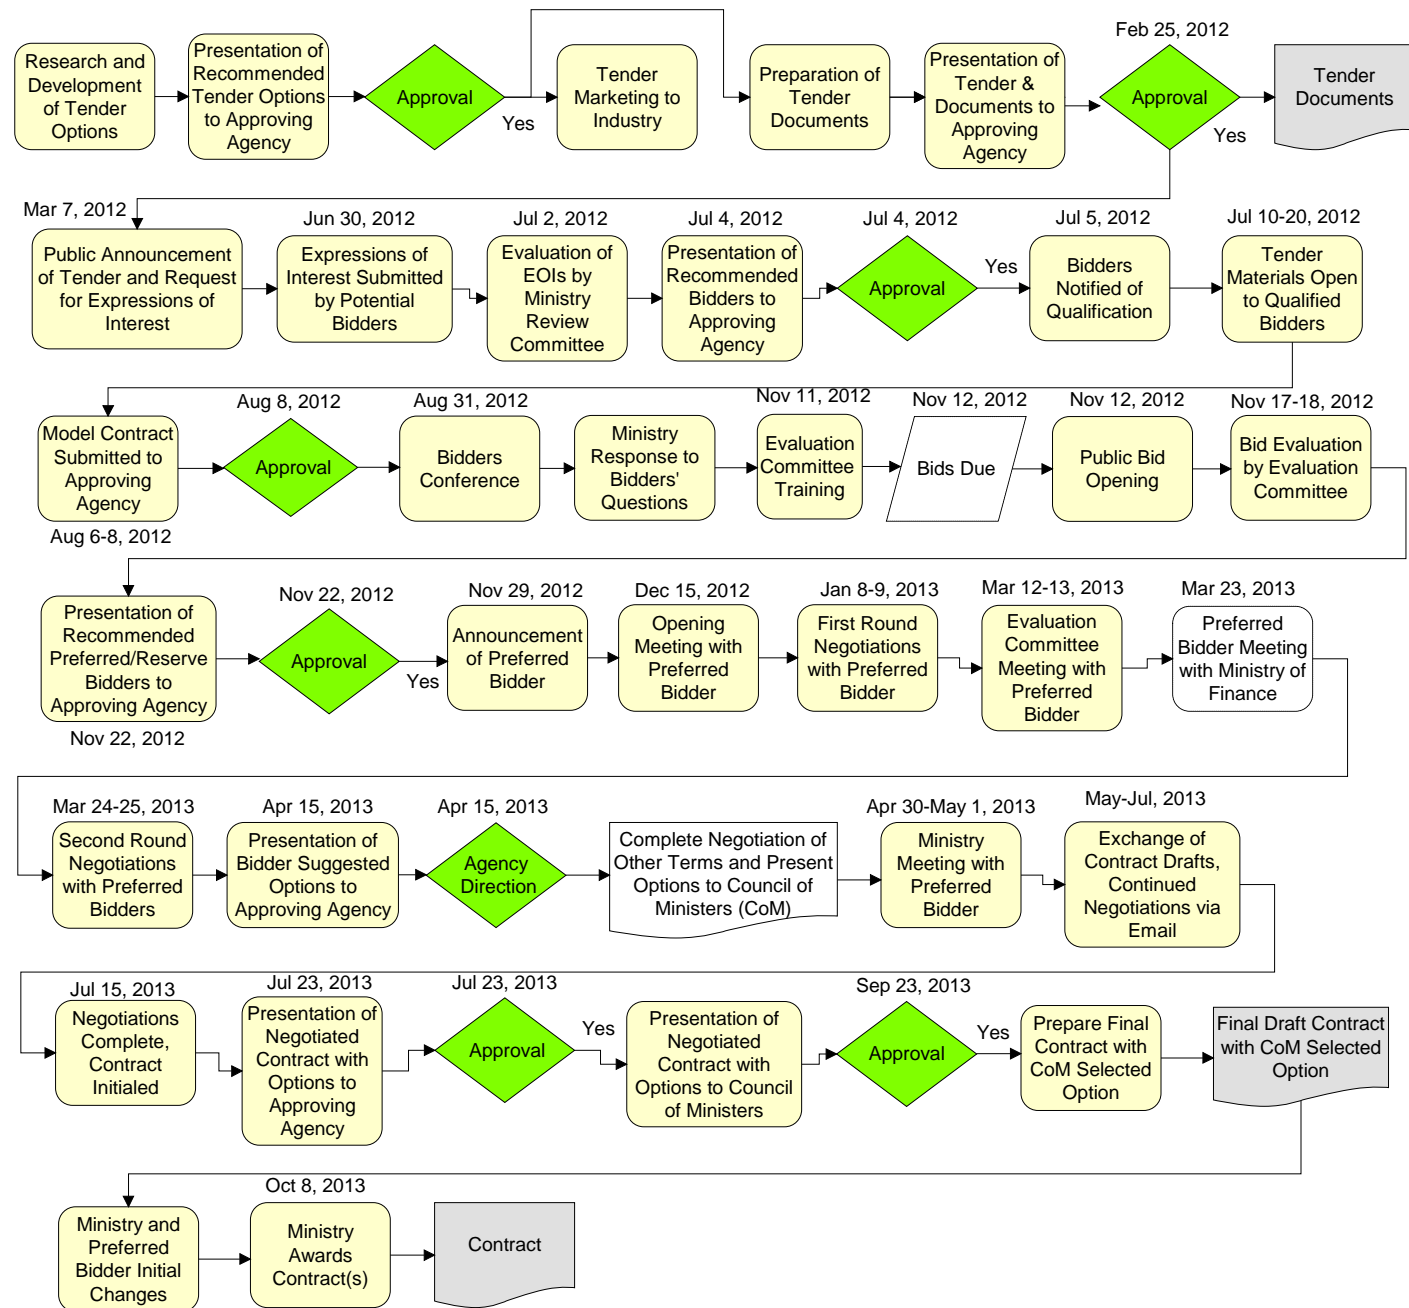 Research and
Development
of Tender
Options
Presentation of
Recommended
Tender Options
to Approving
Agency
Approval
Yes
Tender
Marketing to
Industry
Preparation of
Tender
Documents
Presentation of
Tender &
Documents to
Approving
Agency
Feb 25, 2012
Approval
Yes
Tender
Documents
Mar 7, 2012
Public Announcement
of Tender and Request
for Expressions of
Interest
Jun 30, 2012
Expressions of
Interest Submitted
by Potential
Bidders
Jul 2, 2012
Evaluation of
EOIs by
Ministry
Review
Committee
Jul 4, 2012
Presentation of
Recommended
Bidders to
Approving
Agency
Jul 4, 2012
Approval
Yes
Jul 5, 2012
Bidders
Notified of
Qualification
Jul 10-20, 2012
Tender
Materials Open
to Qualified
Bidders
Model Contract
Submitted to
Approving
Agency
Aug 6-8, 2012
Aug 8, 2012
Approval
Aug 31, 2012
Bidders
Conference
Ministry
Response to
Bidders'
Questions
Nov 11, 2012
Evaluation
Committee
Training
Nov 12, 2012
Bids Due
Nov 12, 2012
Public Bid
Opening
Nov 17-18, 2012
Bid Evaluation
by Evaluation
Committee
Presentation of
Recommended
Preferred/Reserve
Bidders to
Approving Agency
Nov 22, 2012
Nov 22, 2012
Approval
Yes
Nov 29, 2012
Announcement
of Preferred
Bidder
Dec 15, 2012
Opening
Meeting with
Preferred
Bidder
Jan 8-9, 2013
First Round
Negotiations
with Preferred
Bidder
Mar 12-13, 2013
Evaluation
Committee
Meeting with
Preferred
Bidder
Mar 23, 2013
Preferred
Bidder Meeting
with Ministry of
Finance
Mar 24-25, 2013
Second Round
Negotiations
with Preferred
Bidders
Apr 15, 2013
Presentation of
Bidder Suggested
Options to
Approving Agency
Apr 15, 2013
Agency
Direction
Complete Negotiation of
Other Terms and Present
Options to Council of
Ministers (CoM)
Apr 30-May 1, 2013
Ministry
Meeting with
Preferred
Bidder
May-Jul, 2013
Exchange of
Contract Drafts,
Continued
Negotiations via
Email
Jul 15, 2013
Negotiations
Complete,
Contract
Initialed
Jul 23, 2013
Presentation of
Negotiated
Contract with
Options to
Approving
Agency
Jul 23, 2013
Approval
Yes
Presentation of
Negotiated
Contract with
Options to Council
of Ministers
Sep 23, 2013
Approval
Yes
Prepare Final
Contract with
CoM Selected
Option
Final Draft Contract
with CoM Selected
Option
Ministry and
Preferred
Bidder Initial
Changes
Oct 8, 2013
Ministry
Awards
Contract(s)
Contract